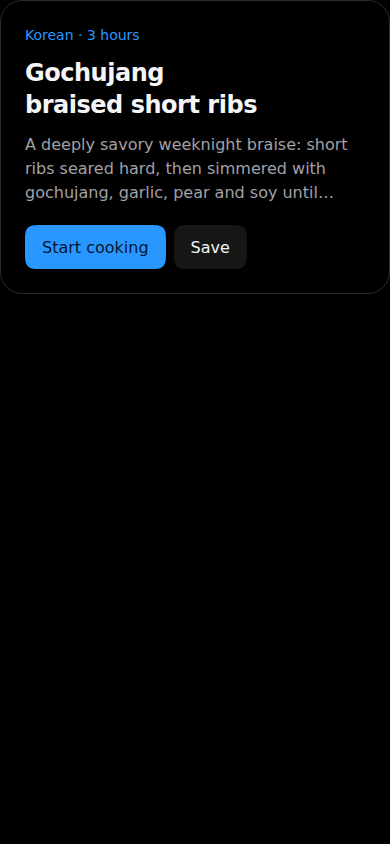 Korean · 3 hours
Gochujang
braised short ribs
A deeply savory weeknight braise: short
ribs seared hard, then simmered with
gochujang, garlic, pear and soy until…
Start cooking
Save